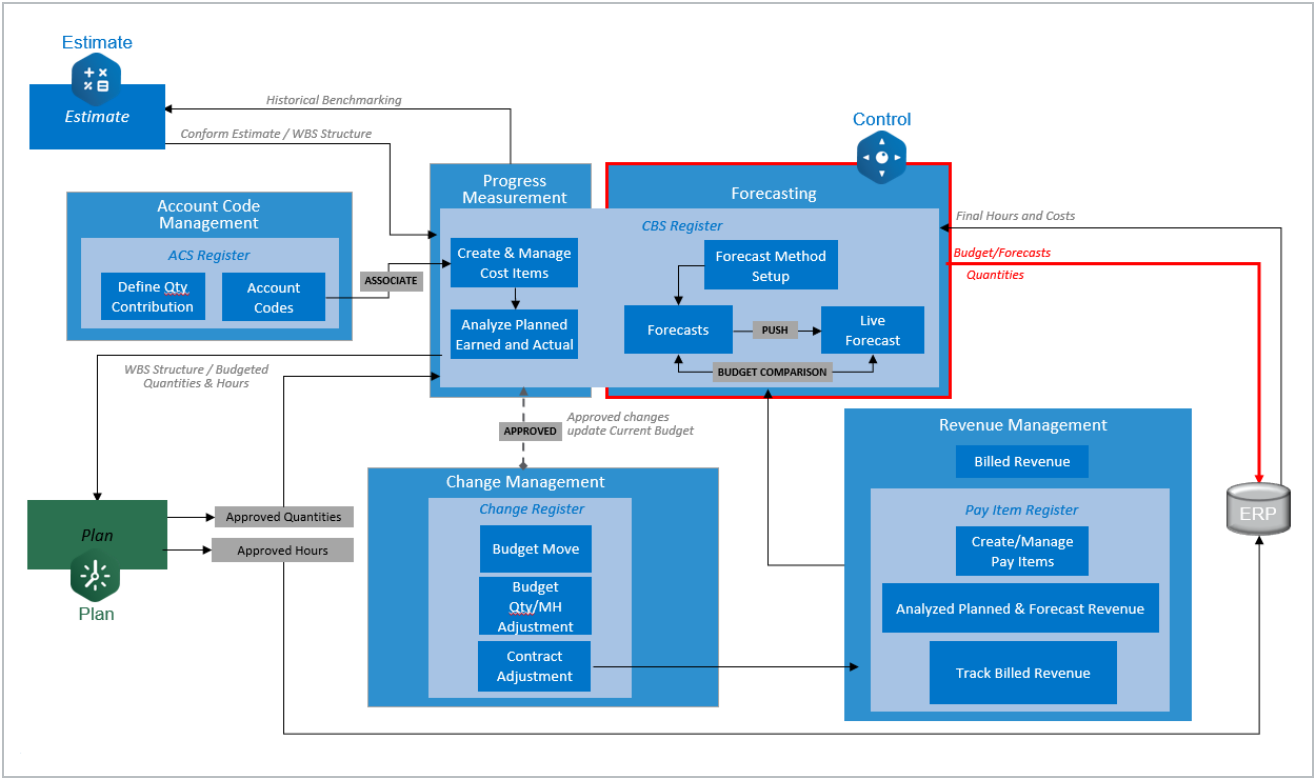 Estimate
Estimate
Historical Benchmarking
Conform Estimate / WBS Structure
Control
Progress
Measurement
Forecasting
Account Code
Management
ACS Register
Define Qty
Contribution
Account
Codes
ASSOCIATE
CBS Register
Create & Manage
Cost Items
Analyze Planned
Earned and Actual
Forecast Method
Setup
Forecasts
PUSH
Live
Forecast
BUDGET COMPARISON
Final Hours and Costs
Budget/Forecasts
Quantities
WBS Structure / Budgeted
Quantities & Hours
APPROVED
Approved changes
update Current Budget
Plan
Plan
Approved Quantities
Approved Hours
Change Management
Change Register
Budget Move
Budget
Qty/MH
Adjustment
Contract
Adjustment
Revenue Management
Billed Revenue
Pay Item Register
Create/Manage
Pay Items
Analyzed Planned & Forecast Revenue
Track Billed Revenue
ERP